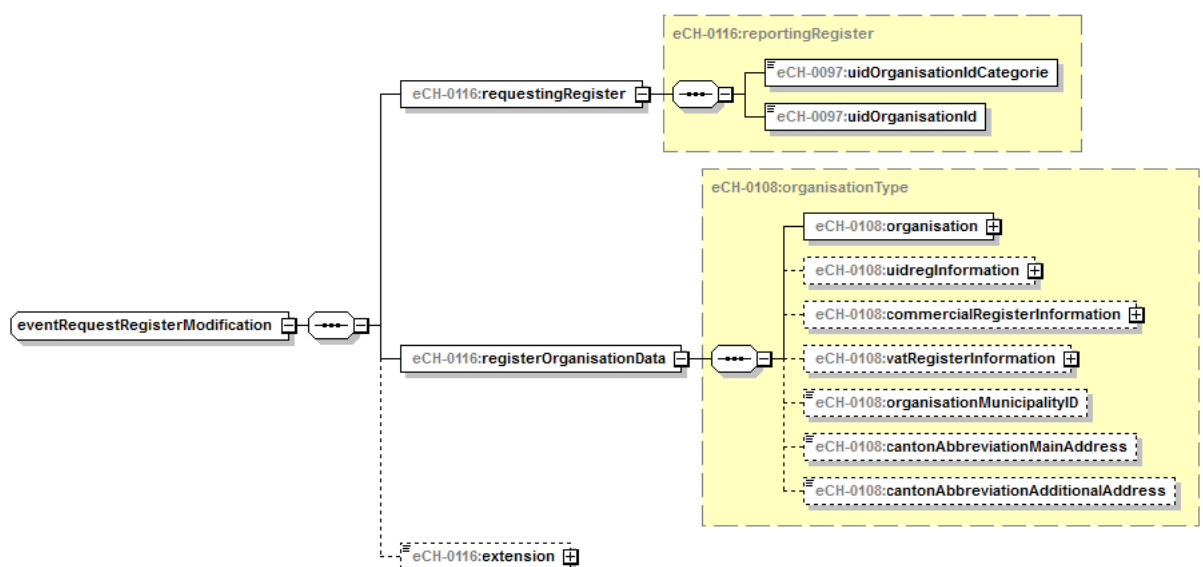 eCH-0116:reportingRegister
eCH-0097:uidOrganisationIdCategorie
eCH-0116:requestingRegister
eCH-0097:uidOrganisationId
eCH-0108:organisationType
eCH-0108:organisation
eCH-0108:uidregInformation
eCH-0108:commercialRegisterInformation
eventRequestRegisterModification
eCH-0116:registerOrganisationData
eCH-0108:vatRegisterInformation
eCH-0108:organisationMunicipalityID
eCH-0108:cantonAbbreviationMainAddress
eCH-0108:cantonAbbreviationAdditionalAddress
eCH-0116:extension